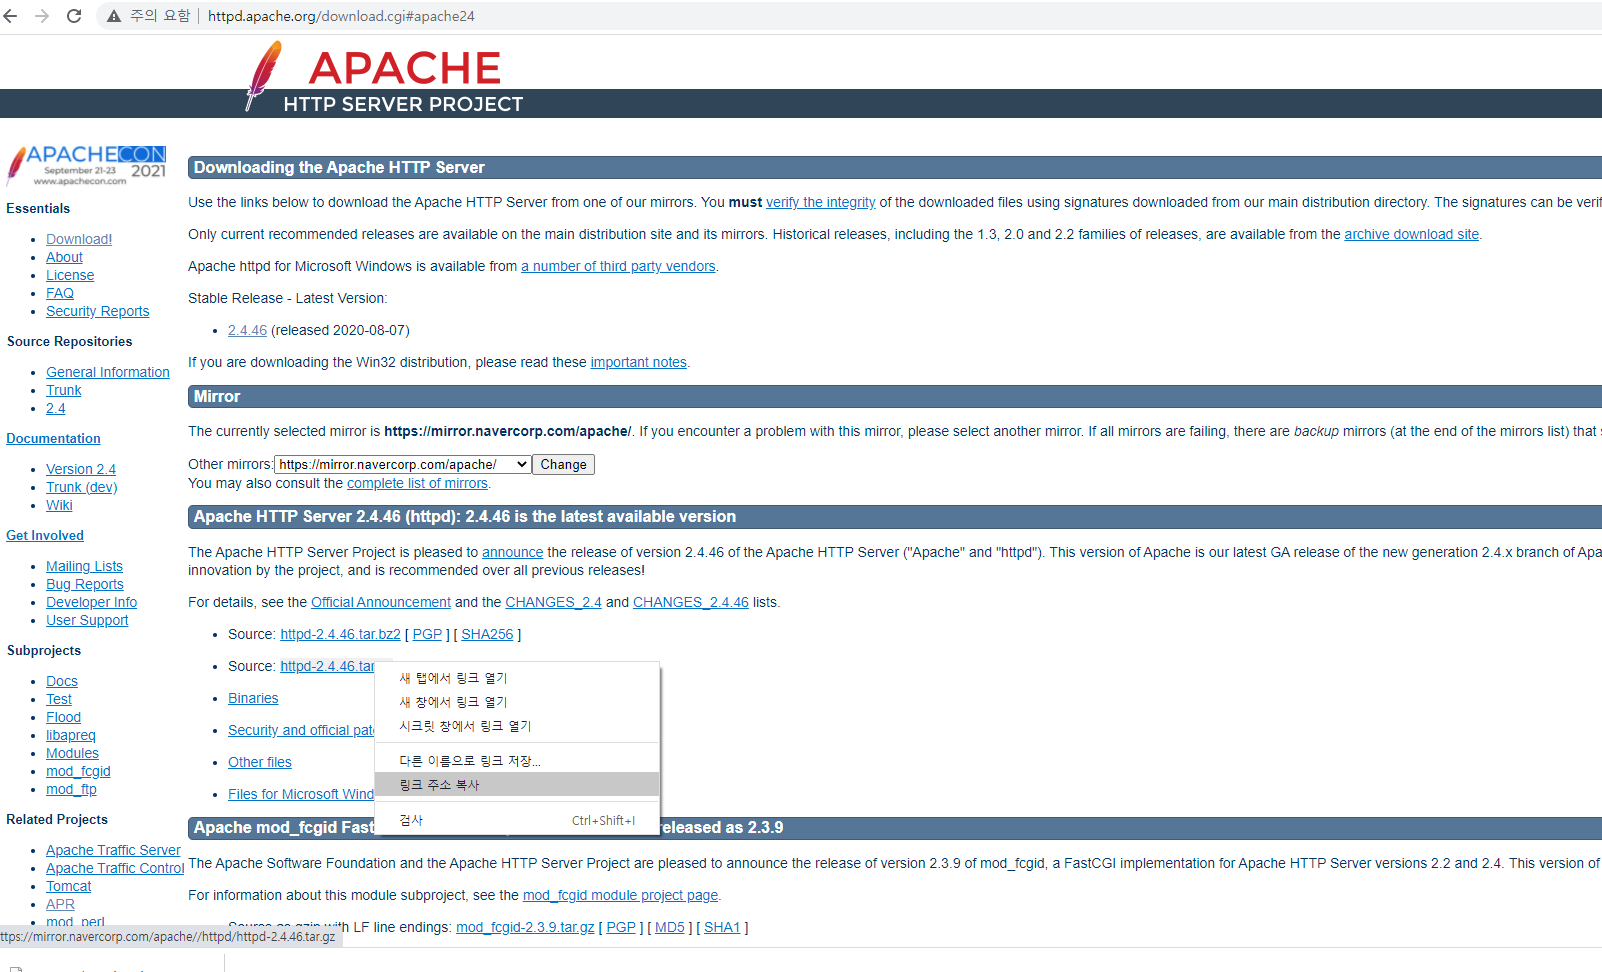 주의 요함 | httpd.apache.org/download.cgi#apache24
APACHE
HTTP SERVER PROJECT
APACHECON
September 21-23 2021
www.apachecon.com
Essentials
Download!
About
License
FAQ
Security Reports
Source Repositories
General Information
Trunk
2.4
Documentation
Version 2.4
Trunk (dev)
Wiki
Get Involved
Mailing Lists
Bug Reports
Developer Info
User Support
Subprojects
Docs
Test
Flood
libapreq
Modules
mod_fcgid
mod_ftp
Related Projects
Apache Traffic Server
Apache Traffic Control
Tomcat
APR
mod_perl
ttps://mirror.navercorp.com/apache//httpd/httpd-2.4.46.tar.gz
Downloading the Apache HTTP Server
Use the links below to download the Apache HTTP Server from one of our mirrors. You must verify the integrity of the downloaded files using signatures downloaded from our main distribution directory. The signatures can be verif
Only current recommended releases are available on the main distribution site and its mirrors. Historical releases, including the 1.3, 2.0 and 2.2 families of releases, are available from the archive download site.
Apache httpd for Microsoft Windows is available from a number of third party vendors.
Stable Release - Latest Version:
2.4.46 (released 2020-08-07)
If you are downloading the Win32 distribution, please read these important notes.
Mirror
The currently selected mirror is https://mirror.navercorp.com/apache/. If you encounter a problem with this mirror, please select another mirror. If all mirrors are failing, there are backup mirrors (at the end of the mirrors list) that
Other mirrors: https://mirror.navercorp.com/apache/ Change
You may also consult the complete list of mirrors.
Apache HTTP Server 2.4.46 (httpd): 2.4.46 is the latest available version
The Apache HTTP Server Project is pleased to announce the release of version 2.4.46 of the Apache HTTP Server ("Apache" and "httpd"). This version of Apache is our latest GA release of the new generation 2.4.x branch of Apa
innovation by the project, and is recommended over all previous releases!
For details, see the Official Announcement and the CHANGES_2.4 and CHANGES_2.4.46 lists.
Source: httpd-2.4.46.tar.bz2 [ PGP ] [ SHA256 ]
Source: httpd-2.4.46.tar
Binaries
Security and official pat
Other files
Files for Microsoft Wind
새 탭에서 링크 열기
새 창에서 링크 열기
시크릿 창에서 링크 열기
다른 이름으로 링크 저장...
링크 주소 복사
검사 Ctrl+Shift+I
Apache mod_fcgid Fast released as 2.3.9
The Apache Software Foundation and the Apache HTTP Server Project are pleased to announce the release of version 2.3.9 of mod_fcgid, a FastCGI implementation for Apache HTTP Server versions 2.2 and 2.4. This version of
For information about this module subproject, see the mod_fcgid module project page.
Source as gzip with LF line endings: mod_fcgid-2.3.9.tar.gz [ PGP ] [ MD5 ] [ SHA1 ]